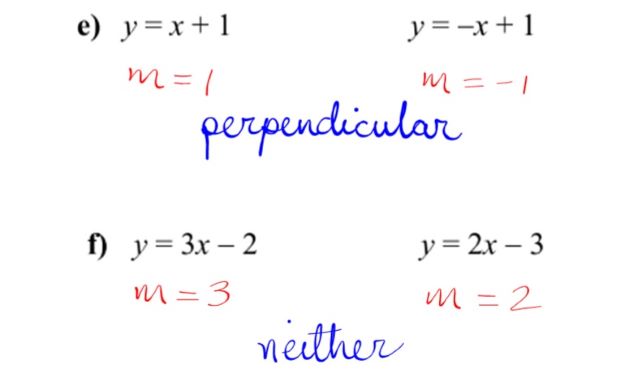 e) y = x + 1 y = –x + 1
m = 1 m = -1
perpendicular
f) y = 3x – 2 y = 2x – 3
m = 3 m = 2
neither